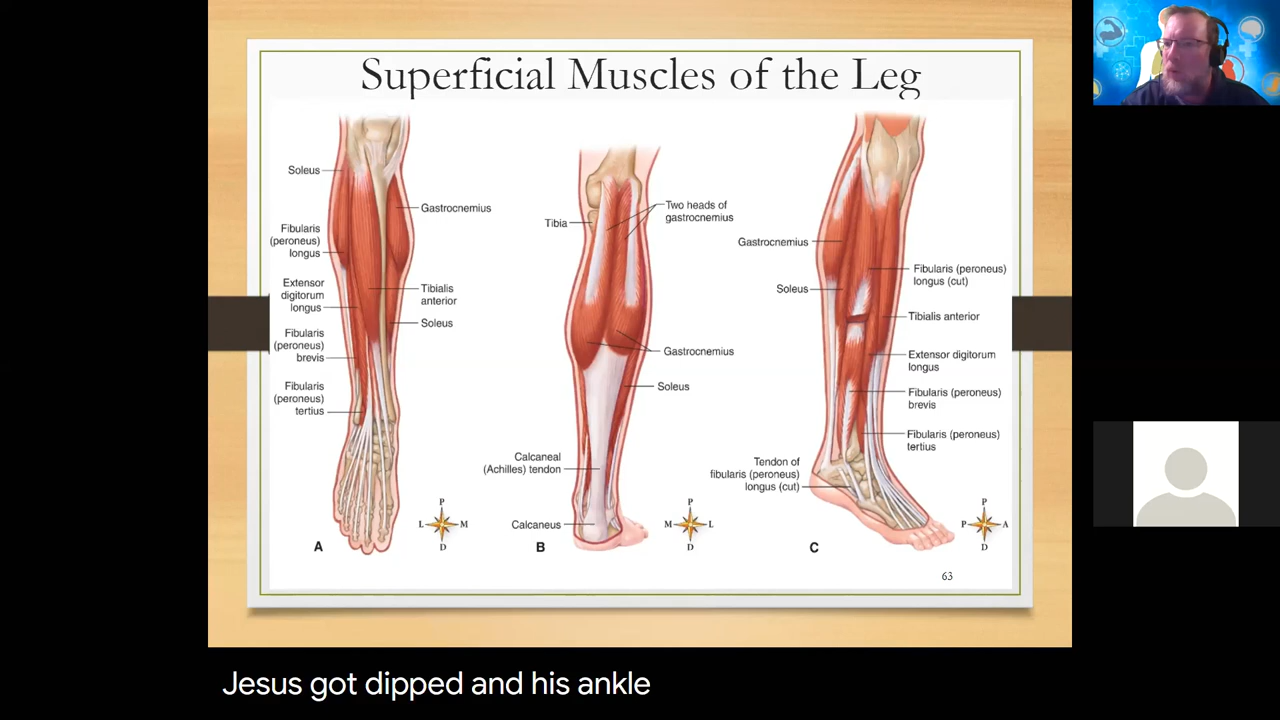 Superficial Muscles of the Leg
Soleus
Gastrocnemius
Fibularis
(peroneus)
longus
Extensor
digitorum
longus
Tibialis
anterior
Soleus
Fibularis
(peroneus)
brevis
Fibularis
(peroneus)
tertius
P
L M
D
A
Two heads of
gastrocnemius
Tibia
Gastrocnemius
Soleus
Calcaneal
(Achilles) tendon
Calcaneus
P
M L
D
B
Gastrocnemius
Fibularis (peroneus)
longus (cut)
Soleus
Tibialis anterior
Extensor digitorum
longus
Fibularis (peroneus)
brevis
Fibularis (peroneus)
tertius
Tendon of
fibularis (peroneus)
longus (cut)
P
P A
D
C
63
Jesus got dipped and his ankle